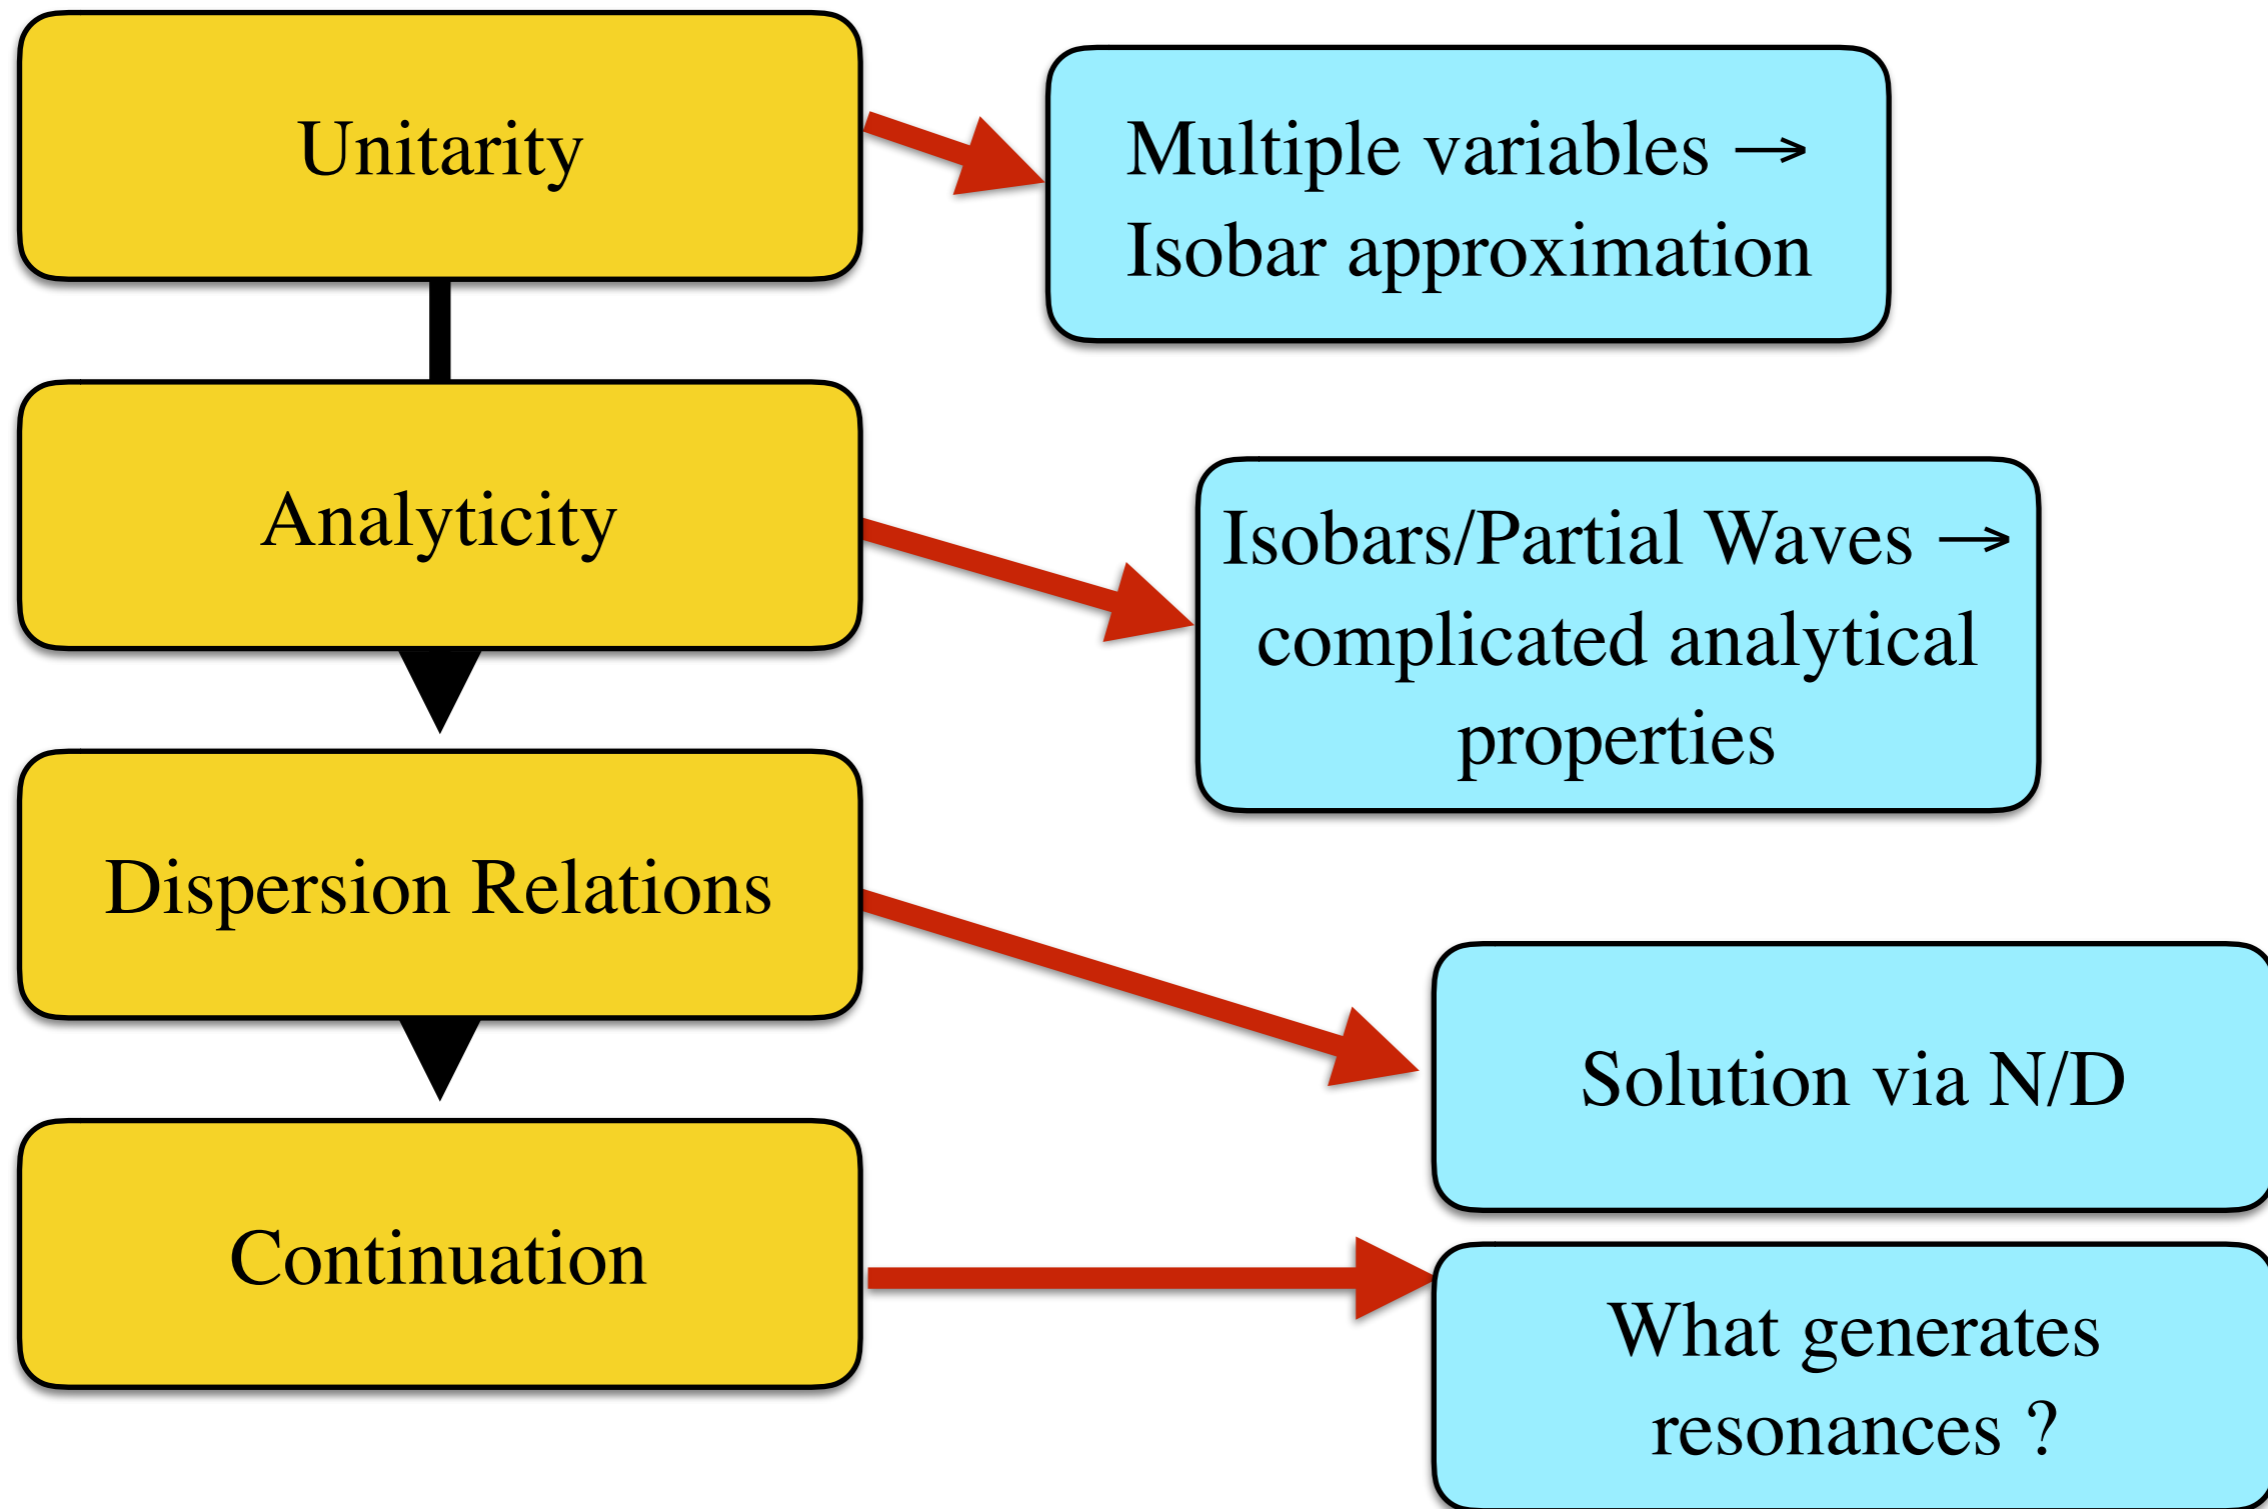 Unitarity
Multiple variables →
Isobar approximation
Analyticity
Isobars/Partial Waves →
complicated analytical
properties
Dispersion Relations
Solution via N/D
Continuation
What generates
resonances ?